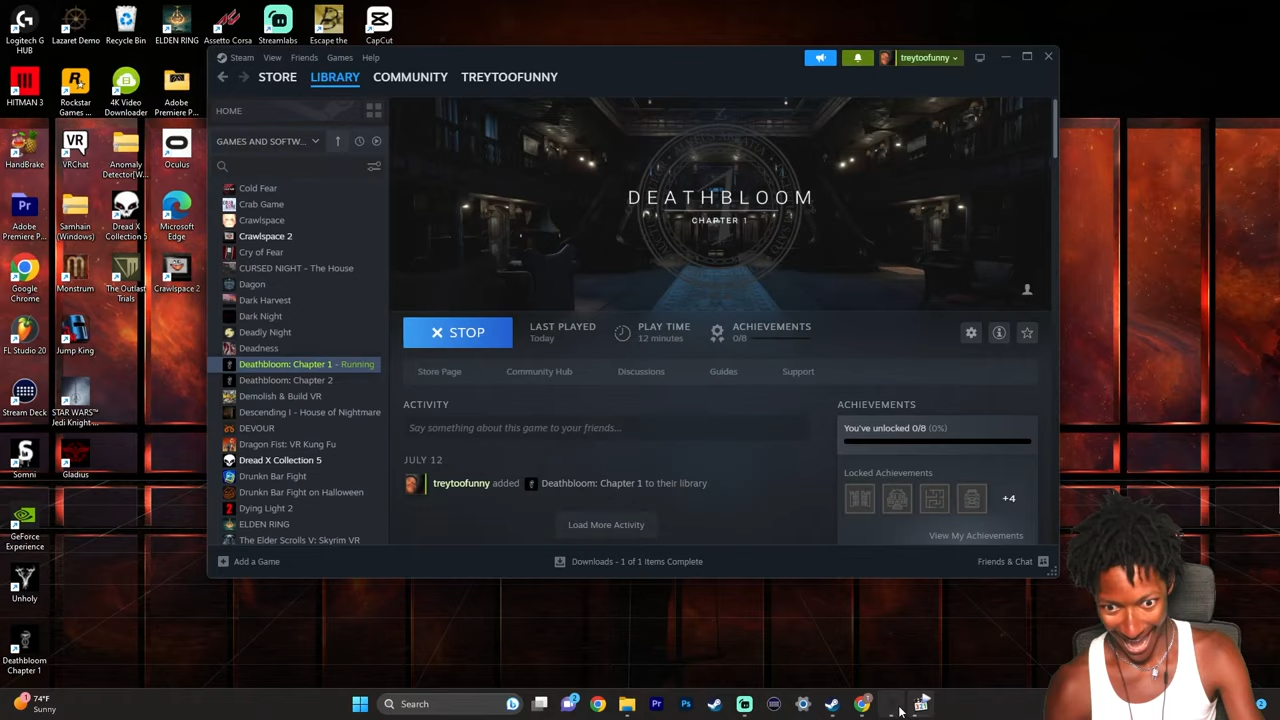 Logitech G HUB
Lazaret Demo
Recycle Bin
ELDEN RING
Assetto Corsa
Streamlabs
Escape the
CapCut
HITMAN 3
Rockstar Games ...
4K Video Downloader
Adobe Premiere P...
HandBrake
VRChat
Anomaly Detector[W...
Oculus
Adobe Premiere P...
Samhain (Windows)
Dread X Collection 5
Microsoft Edge
Google Chrome
Monstrum
The Outlast Trials
Crawlspace 2
FL Studio 20
Jump King
Stream Deck
STAR WARS™ Jedi Knight ...
Somni
Gladius
GeForce Experience
Unholy
Deathbloom Chapter 1
Steam View Friends Games Help
treytoofunny
STORE LIBRARY COMMUNITY TREYTOOFUNNY
HOME
GAMES AND SOFTW...
Cold Fear
Crab Game
Crawlspace
Crawlspace 2
Cry of Fear
CURSED NIGHT - The House
Dagon
Dark Harvest
Dark Night
Deadly Night
Deadness
Deathbloom: Chapter 1 - Running
Deathbloom: Chapter 2
Demolish & Build VR
Descending I - House of Nightmare
DEVOUR
Dragon Fist: VR Kung Fu
Dread X Collection 5
Drunkn Bar Fight
Drunkn Bar Fight on Halloween
Dying Light 2
ELDEN RING
The Elder Scrolls V: Skyrim VR
DEATHBLOOM
CHAPTER 1
STOP
LAST PLAYED
Today
PLAY TIME
12 minutes
ACHIEVEMENTS
0/8
Store Page Community Hub Discussions Guides Support
ACTIVITY
Say something about this game to your friends...
JULY 12
treytoofunny added Deathbloom: Chapter 1 to their library
Load More Activity
ACHIEVEMENTS
You've unlocked 0/8 (0%)
Locked Achievements
+4
View My Achievements
Add a Game
Downloads - 1 of 1 Items Complete
Friends & Chat
74°F
Sunny
Search